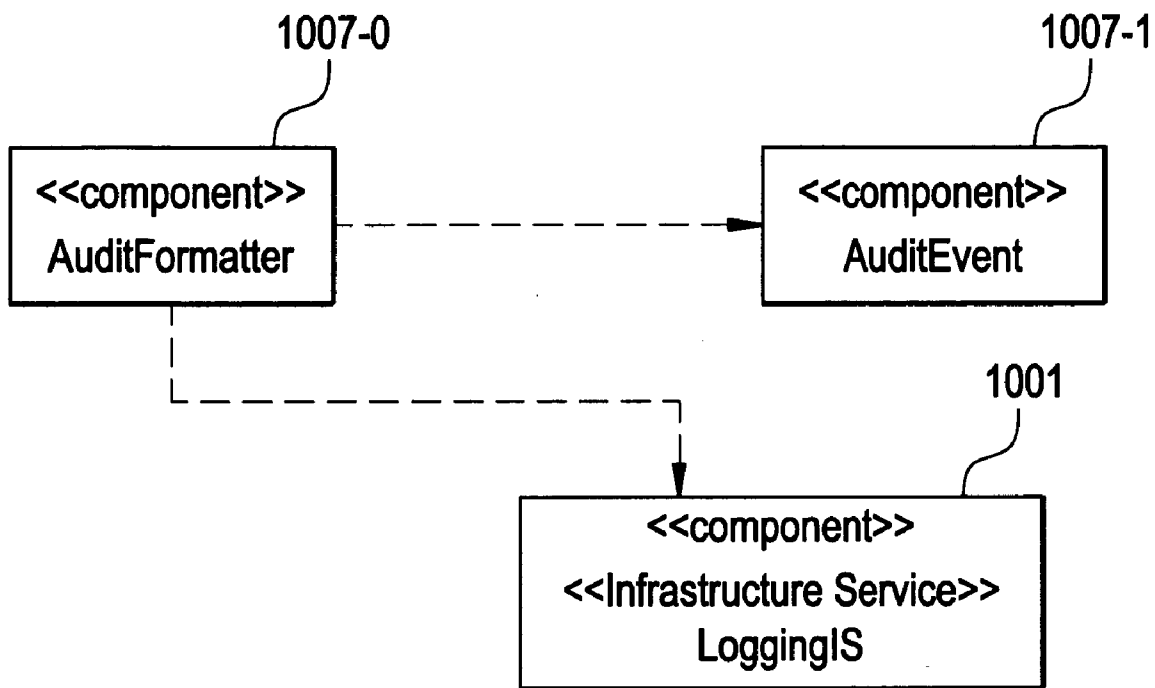 1007-0
1007-1
<<component>>
AuditFormatter
<<component>>
AuditEvent
1001
<<component>>
<<Infrastructure Service>>
LoggingIS